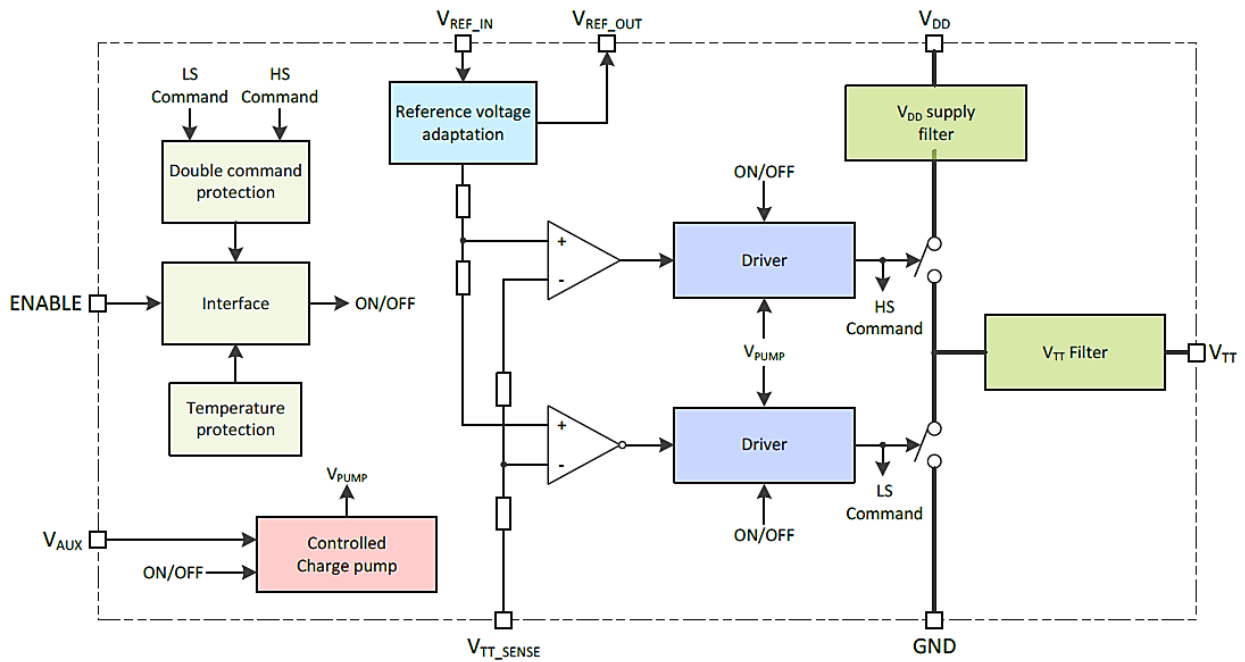 V_REF_IN
V_REF_OUT
V_DD
LS
Command
HS
Command
Reference voltage
adaptation
V_DD supply
filter
Double command
protection
ON/OFF
+
-
Driver
HS
Command
ENABLE
Interface
ON/OFF
V_PUMP
V_TT Filter
V_TT
Temperature
protection
+
-
Driver
LS
Command
V_PUMP
V_AUX
ON/OFF
Controlled
Charge pump
ON/OFF
V_TT_SENSE
GND